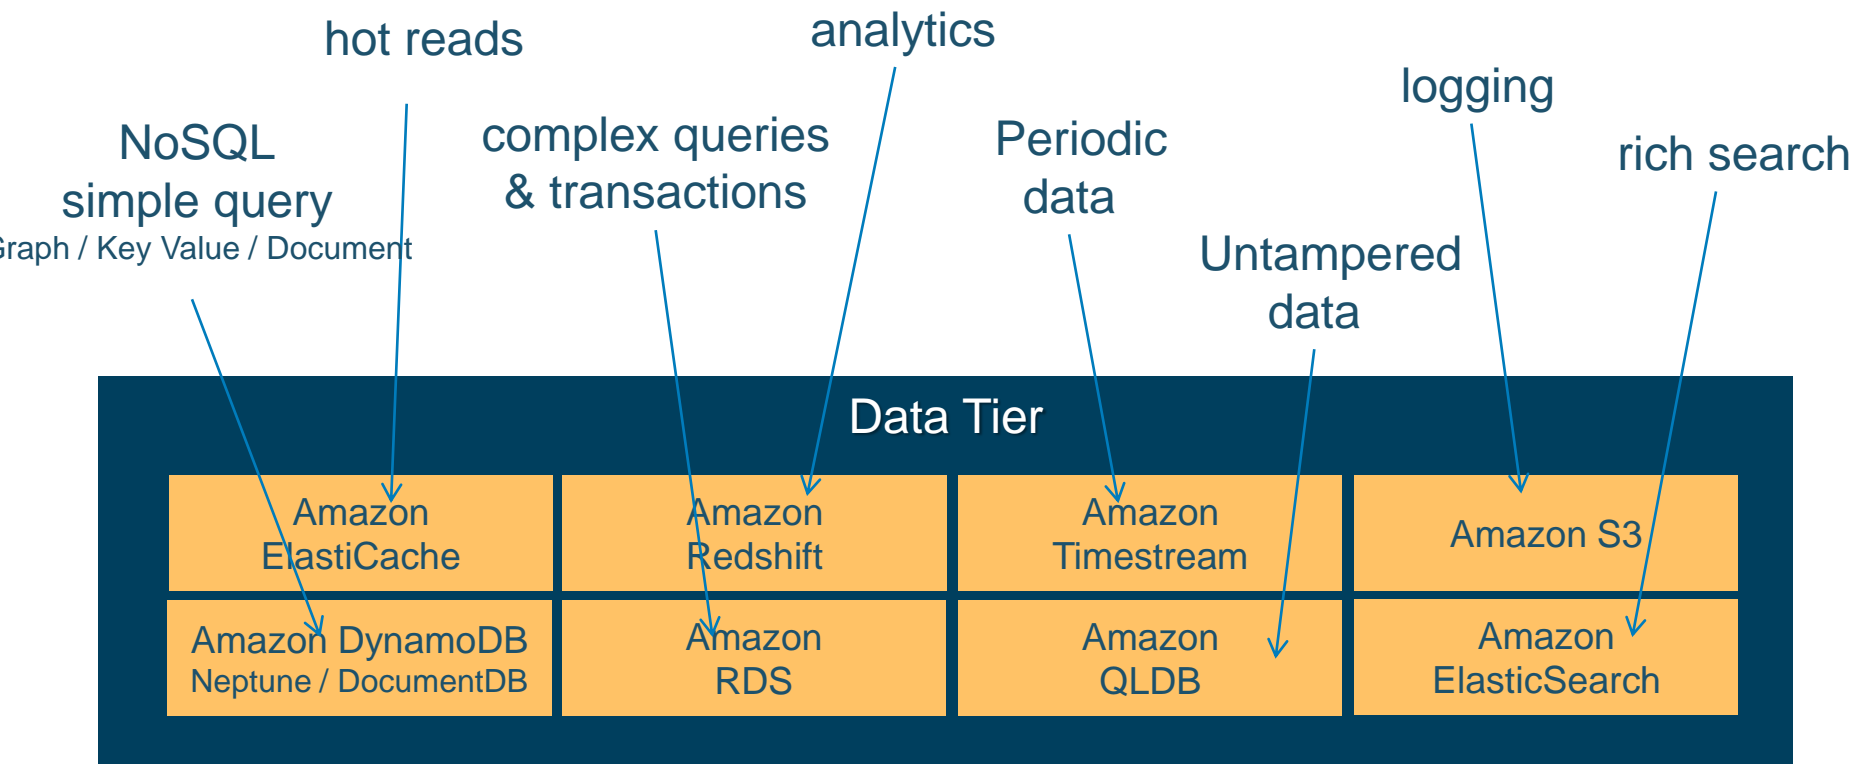 hot reads
analytics
logging
NoSQL
simple query
Graph / Key Value / Document
complex queries
& transactions
Periodic
data
rich search
Untampered
data
Data Tier
Amazon
ElastiCache
Amazon
Redshift
Amazon
Timestream
Amazon S3
Amazon DynamoDB
Neptune / DocumentDB
Amazon
RDS
Amazon
QLDB
Amazon
ElasticSearch